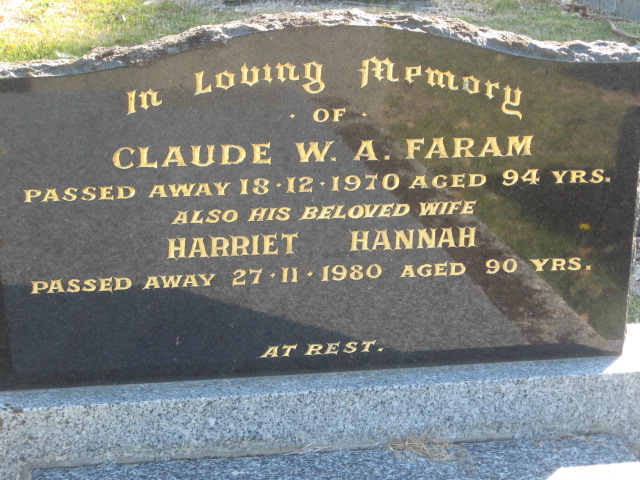 In Loving Memory
· OF ·
CLAUDE W. A. FARAM
PASSED AWAY 18·12·1970 AGED 94 YRS.
ALSO HIS BELOVED WIFE
HARRIET HANNAH
PASSED AWAY 27·11·1980 AGED 90 YRS.
AT REST.